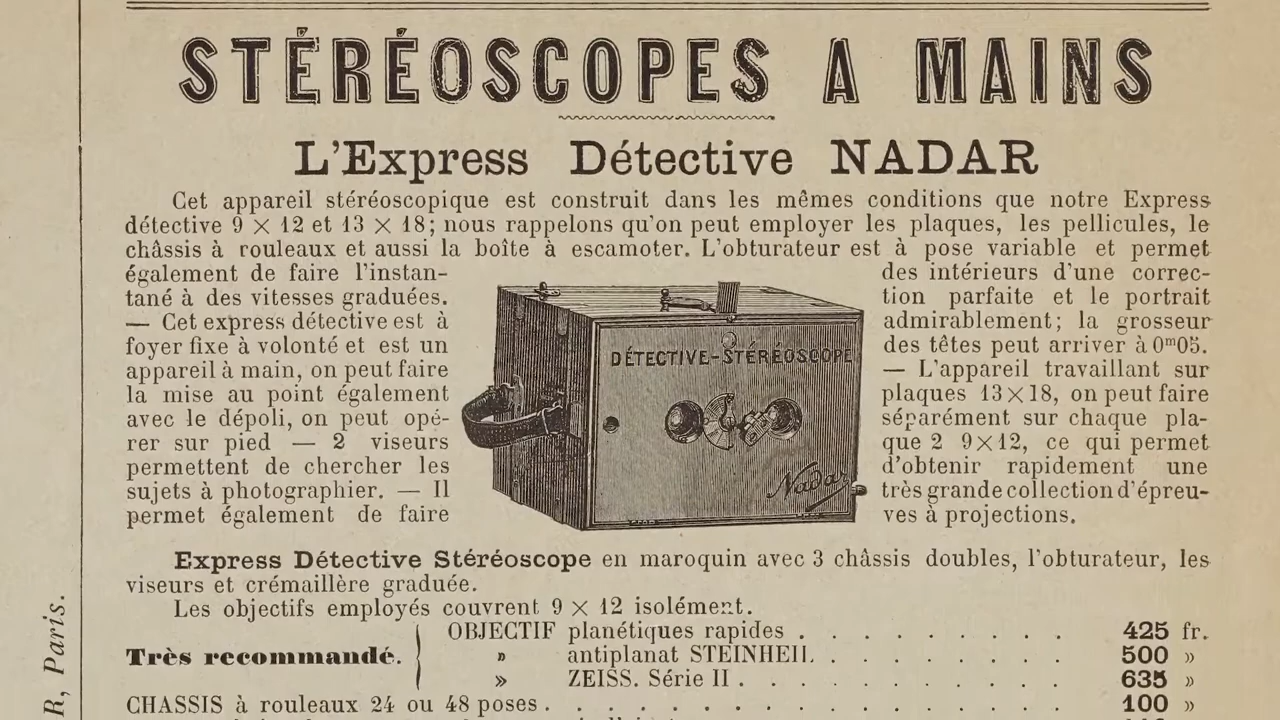 STÉRÉOSCOPES A MAINS
L'Express Détective NADAR
Cet appareil stéréoscopique est construit dans les mêmes conditions que notre Express
détective 9 × 12 et 13 × 18; nous rappelons qu'on peut employer les plaques, les pellicules, le
châssis à rouleaux et aussi la boîte à escamoter. L'obturateur est à pose variable et permet
également de faire l'instan-
tané à des vitesses graduées.
— Cet express détective est à
foyer fixe à volonté et est un
appareil à main, on peut faire
la mise au point également
avec le dépoli, on peut opé-
rer sur pied — 2 viseurs
permettent de chercher les
sujets à photographier. — Il
permet également de faire
DÉTECTIVE-STÉRÉOSCOPE
Nadar
des intérieurs d'une correc-
tion parfaite et le portrait
admirablement; la grosseur
des têtes peut arriver à 0m05.
— L'appareil travaillant sur
plaques 13×18, on peut faire
séparément sur chaque pla-
que 2 9×12, ce qui permet
d'obtenir rapidement une
très grande collection d'épreu-
ves à projections.
Express Détective Stéréoscope en maroquin avec 3 châssis doubles, l'obturateur, les
viseurs et crémaillère graduée.
Les objectifs employés couvrent 9 × 12 isolément.
Très recommandé.
OBJECTIF planétiques rapides . . . . . . . . . 425 fr.
» antiplanat STEINHEIL. . . . . . . . . 500 »
» ZEISS. Série II . . . . . . . . . . . 635 »
CHASSIS à rouleaux 24 ou 48 poses . . . . . . . . . . . . . . . . 100 »
R, Paris.